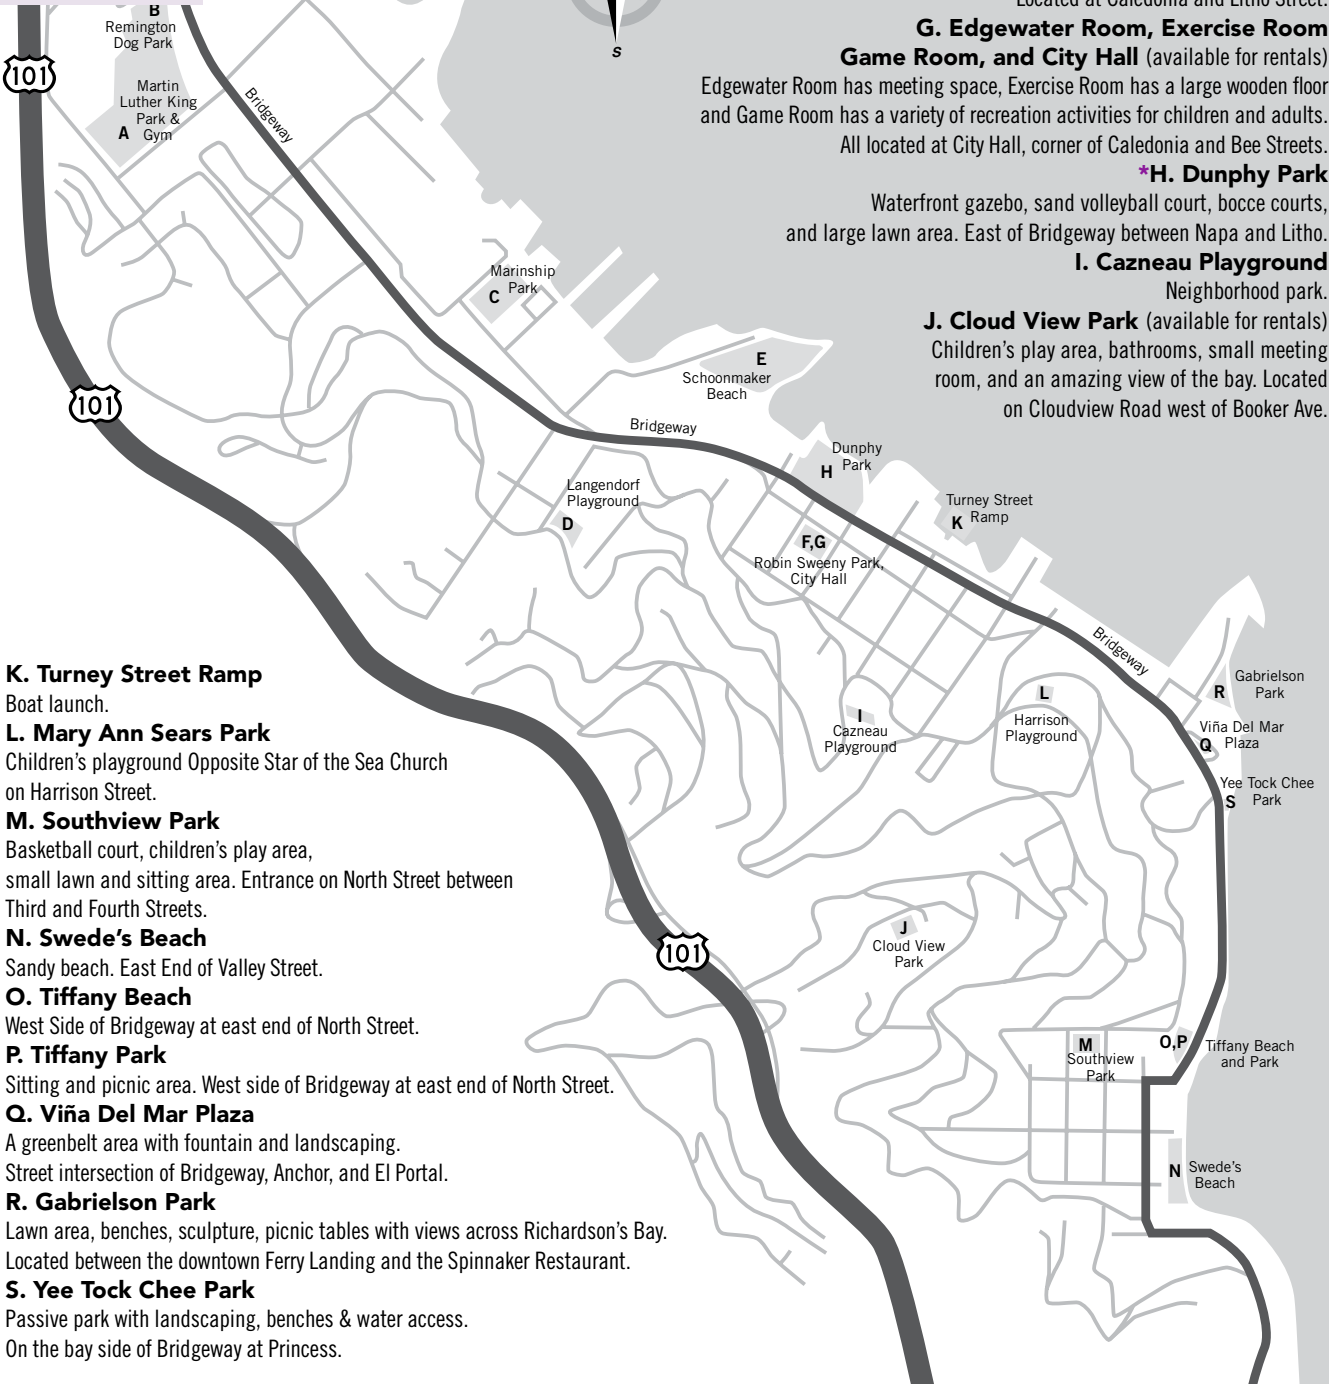 B
Remington
Dog Park
101
Martin
Luther King
Park &
A Gym
Bridgeway
S
G. Edgewater Room, Exercise Room
Game Room, and City Hall (available for rentals)
Edgewater Room has meeting space, Exercise Room has a large wooden floor
and Game Room has a variety of recreation activities for children and adults.
All located at City Hall, corner of Caledonia and Bee Streets.
*H. Dunphy Park
Waterfront gazebo, sand volleyball court, bocce courts,
and large lawn area. East of Bridgeway between Napa and Litho.
I. Cazneau Playground
Neighborhood park.
J. Cloud View Park (available for rentals)
Children's play area, bathrooms, small meeting
room, and an amazing view of the bay. Located
on Cloudview Road west of Booker Ave.
Marinship
Park
C
E
Schoonmaker
Beach
101
Bridgeway
Dunphy
Park
H
Langendorf
Playground
D
Turney Street
Ramp
K
F,G
Robin Sweeny Park,
City Hall
Bridgeway
Gabrielson
Park
R
L
Harrison
Playground
I
Cazneau
Playground
Viña Del Mar
Plaza
Q
Yee Tock Chee
Park
S
J
Cloud View
Park
101
M
Southview
Park
O,P
Tiffany Beach
and Park
N
Swede's
Beach
K. Turney Street Ramp
Boat launch.
L. Mary Ann Sears Park
Children's playground Opposite Star of the Sea Church
on Harrison Street.
M. Southview Park
Basketball court, children's play area,
small lawn and sitting area. Entrance on North Street between
Third and Fourth Streets.
N. Swede's Beach
Sandy beach. East End of Valley Street.
O. Tiffany Beach
West Side of Bridgeway at east end of North Street.
P. Tiffany Park
Sitting and picnic area. West side of Bridgeway at east end of North Street.
Q. Viña Del Mar Plaza
A greenbelt area with fountain and landscaping.
Street intersection of Bridgeway, Anchor, and El Portal.
R. Gabrielson Park
Lawn area, benches, sculpture, picnic tables with views across Richardson's Bay.
Located between the downtown Ferry Landing and the Spinnaker Restaurant.
S. Yee Tock Chee Park
Passive park with landscaping, benches & water access.
On the bay side of Bridgeway at Princess.